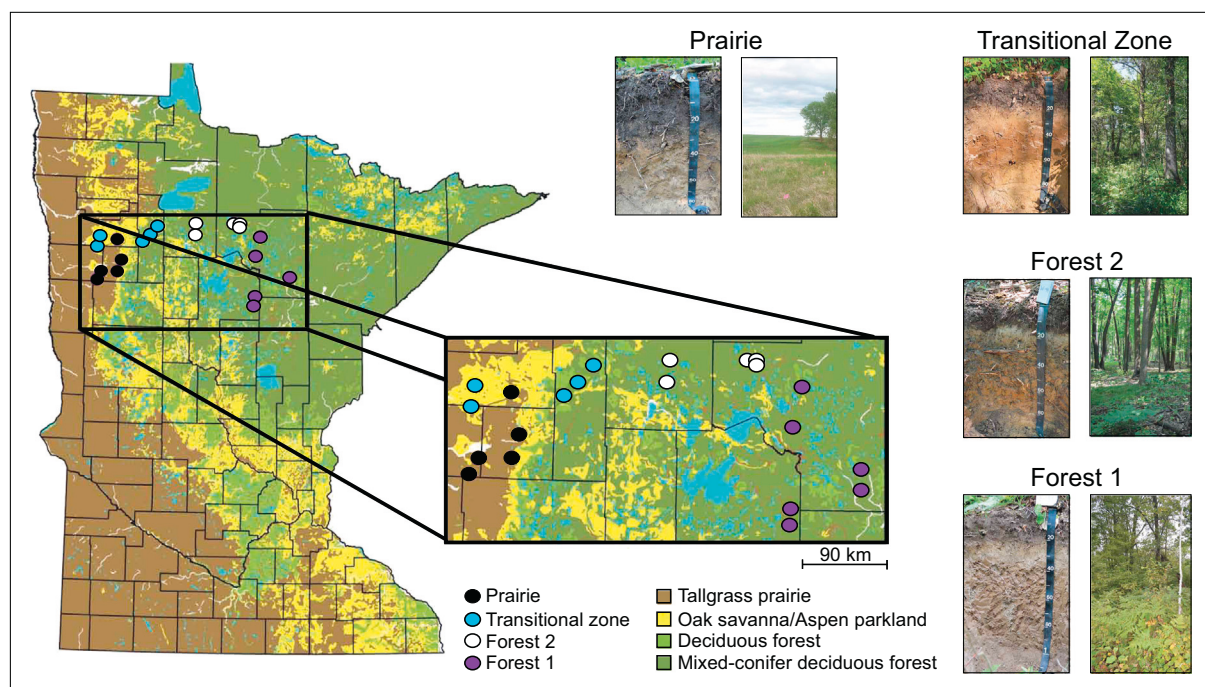 Prairie
Transitional Zone
Forest 2
Forest 1
90 km
Prairie
Transitional zone
Forest 2
Forest 1
Tallgrass prairie
Oak savanna/Aspen parkland
Deciduous forest
Mixed-conifer deciduous forest